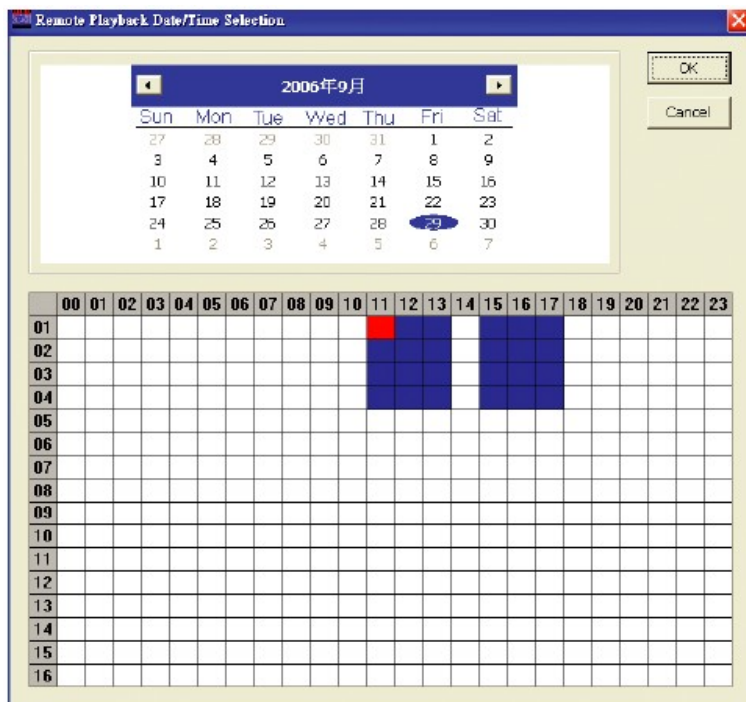 Remote Playback Date/Time Selection
OK
Cancel
2006年9月
Sun Mon Tue Wed Thu Fri Sat
27 28 29 30 31 1 2
3 4 5 6 7 8 9
10 11 12 13 14 15 16
17 18 19 20 21 22 23
24 25 26 27 28 29 30
1 2 3 4 5 6 7
00 01 02 03 04 05 06 07 08 09 10 11 12 13 14 15 16 17 18 19 20 21 22 23
01
02
03
04
05
06
07
08
09
10
11
12
13
14
15
16